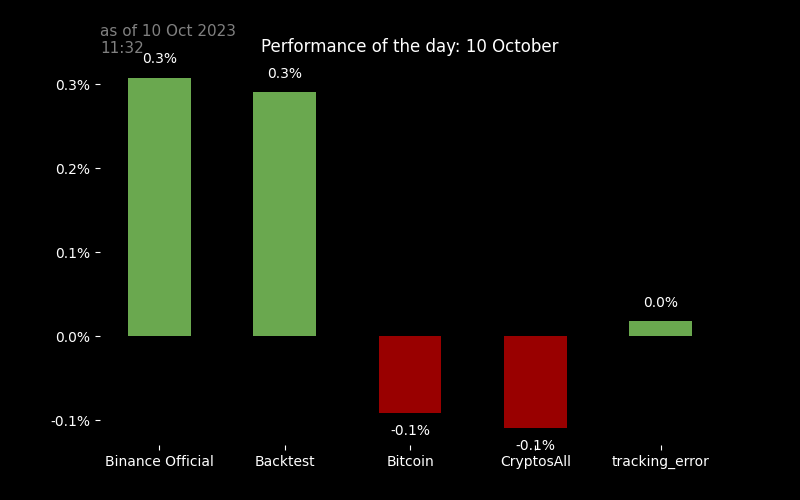 as of 10 Oct 2023
11:32
Performance of the day: 10 October
0.3%
0.3%
0.3%
0.2%
0.1%
0.0%
0.0%
-0.1%
-0.1%
-0.1%
Binance Official
Backtest
Bitcoin
CryptosAll
tracking_error